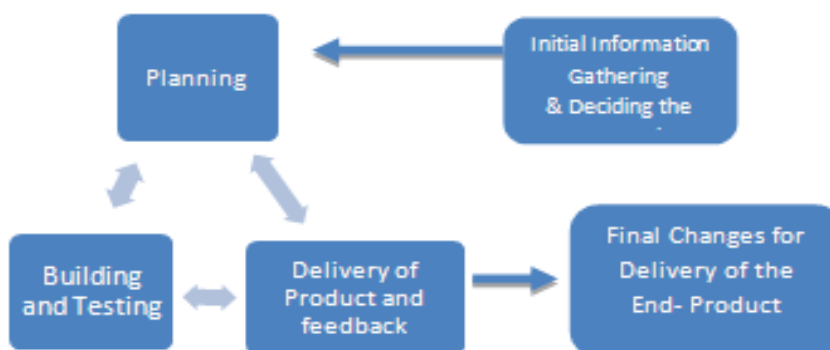 Planning
Initial Information
Gathering
& Deciding the
Building
and Testing
Delivery of
Product and
feedback
Final Changes for
Delivery of the
End- Product